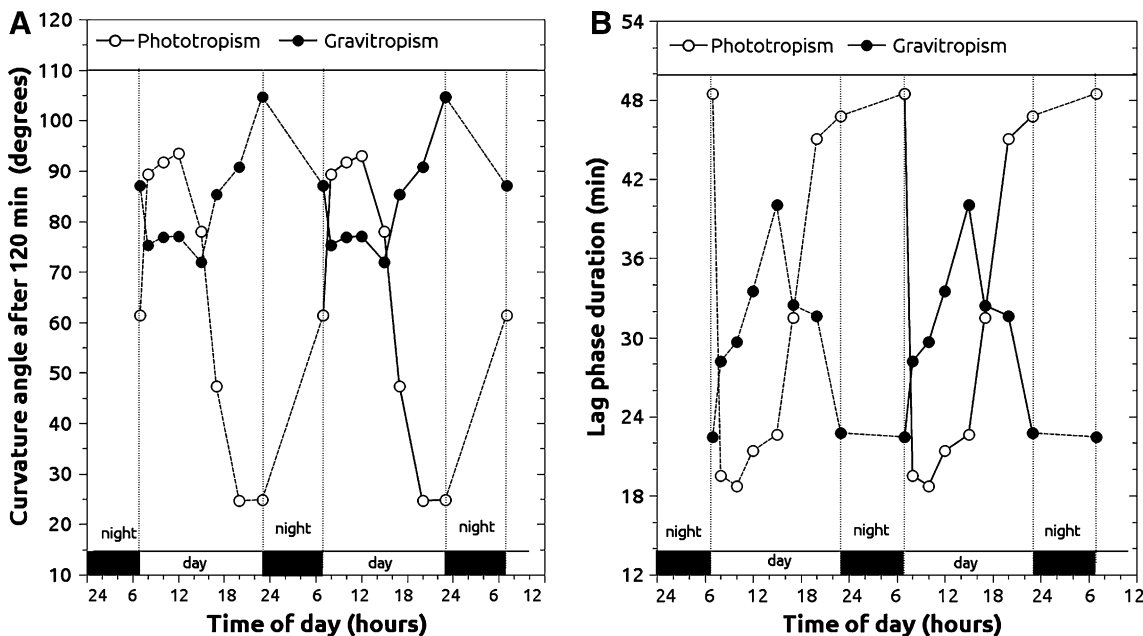 A
Phototropism Gravitropism
Curvature angle after 120 min (degrees)
120
110
100
90
80
70
60
50
40
30
20
10
night day night day night
24 6 12 18 24 6 12 18 24 6 12
Time of day (hours)
B
Phototropism Gravitropism
Lag phase duration (min)
54
48
42
36
30
24
18
12
night day night day night
24 6 12 18 24 6 12 18 24 6 12
Time of day (hours)